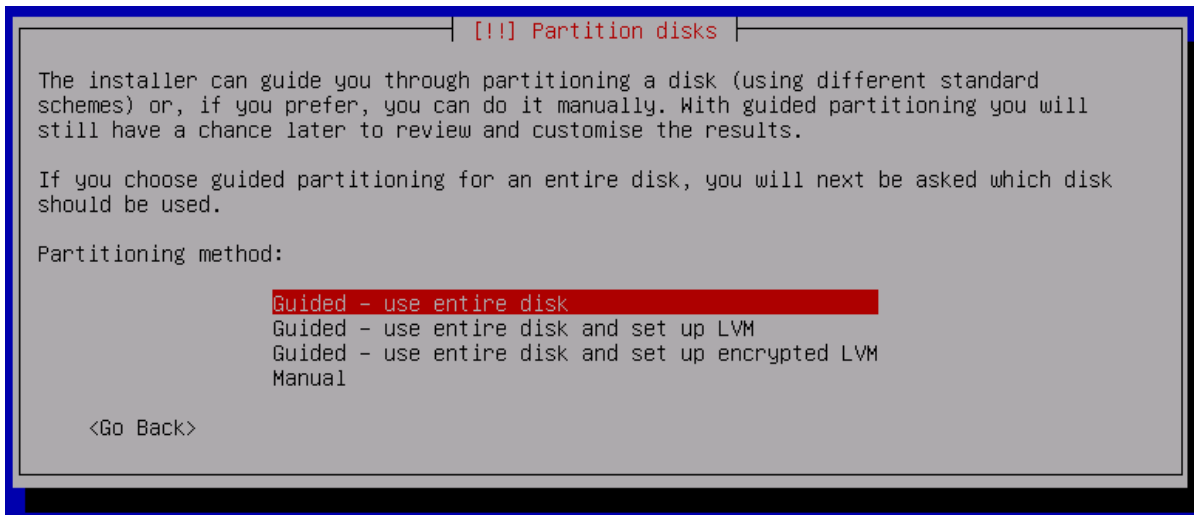 [!!] Partition disks
The installer can guide you through partitioning a disk (using different standard
schemes) or, if you prefer, you can do it manually. With guided partitioning you will
still have a chance later to review and customise the results.
If you choose guided partitioning for an entire disk, you will next be asked which disk
should be used.
Partitioning method:
Guided – use entire disk
Guided – use entire disk and set up LVM
Guided – use entire disk and set up encrypted LVM
Manual
<Go Back>